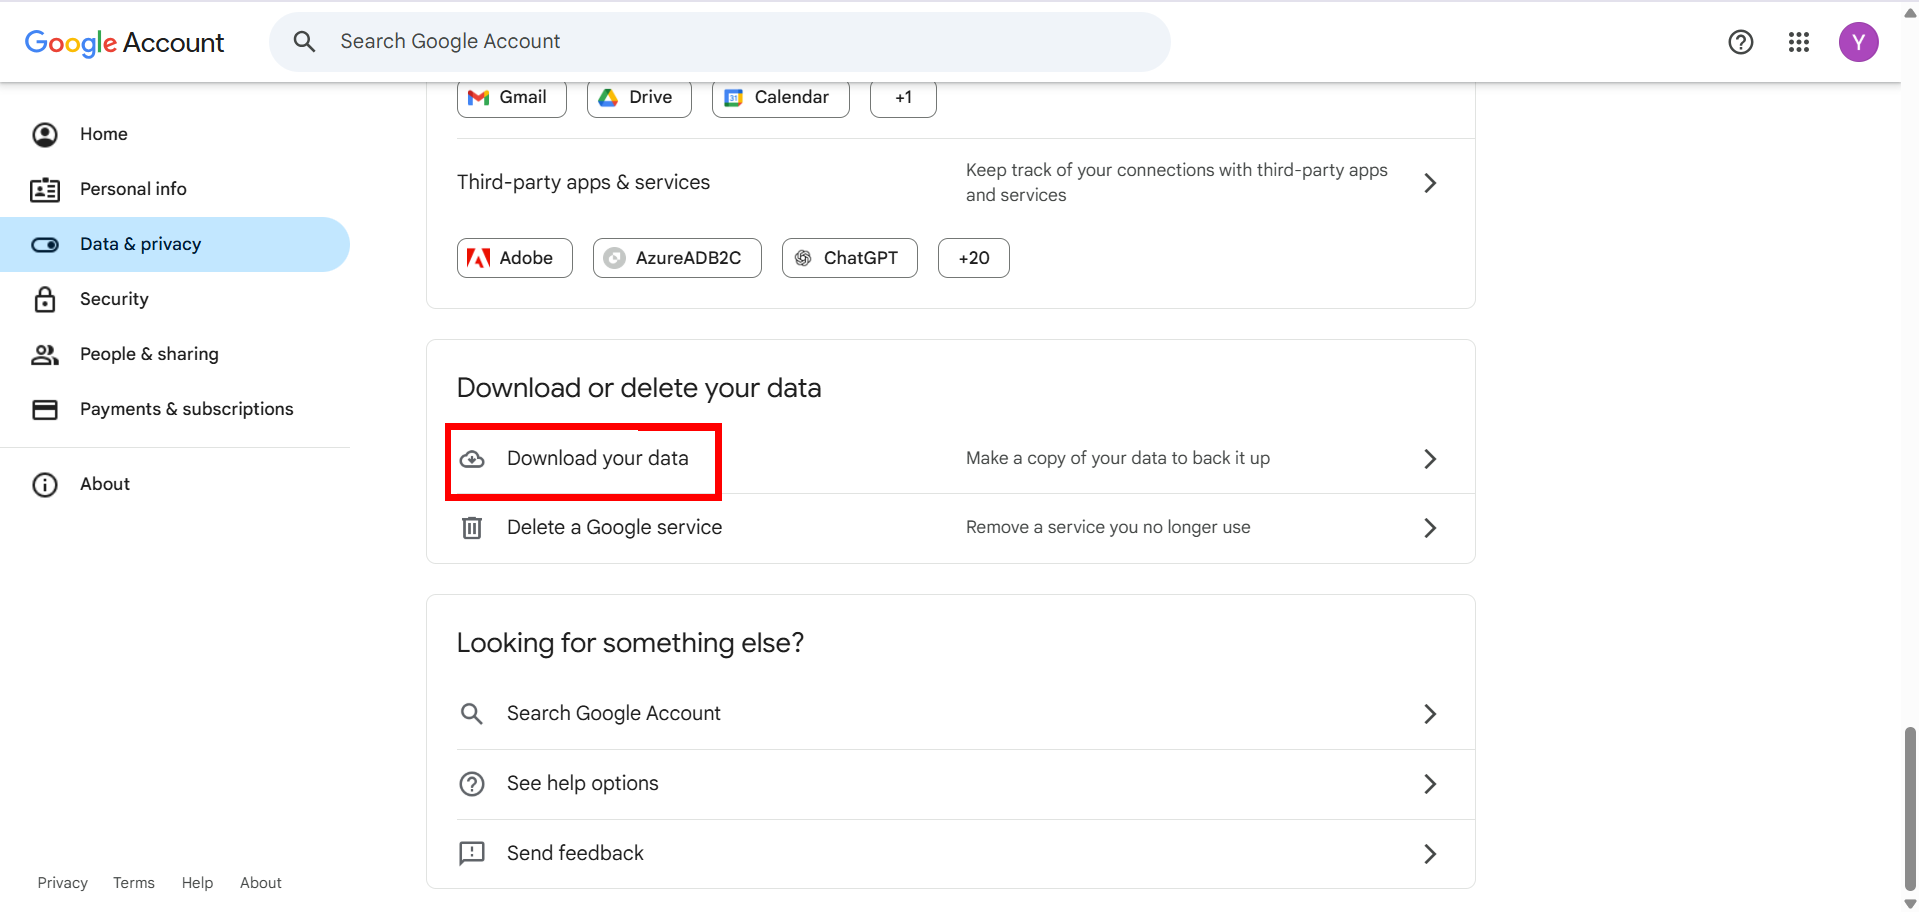 Google Account
Search Google Account
Y
Gmail
Drive
31
Calendar
+1
Home
Personal info
Data & privacy
Security
People & sharing
Payments & subscriptions
About
Third-party apps & services
Keep track of your connections with third-party apps
and services
Adobe
AzureADB2C
ChatGPT
+20
Download or delete your data
Download your data
Make a copy of your data to back it up
Delete a Google service
Remove a service you no longer use
Looking for something else?
Search Google Account
See help options
Send feedback
Privacy
Terms
Help
About